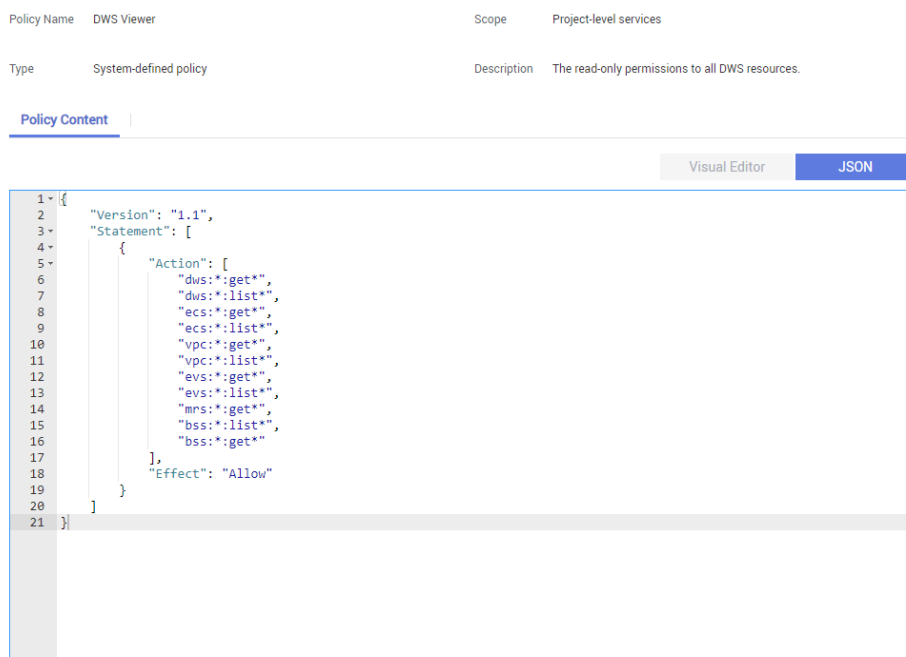 Policy Name DWS Viewer Scope Project-level services
Type System-defined policy Description The read-only permissions to all DWS resources.
Policy Content
Visual Editor JSON
1 {
2 "Version": "1.1",
3 "Statement": [
4 {
5 "Action": [
6 "dws:*:get*",
7 "dws:*:list*",
8 "ecs:*:get*",
9 "ecs:*:list*",
10 "vpc:*:get*",
11 "vpc:*:list*",
12 "evs:*:get*",
13 "evs:*:list*",
14 "mrs:*:get*",
15 "bss:*:list*",
16 "bss:*:get*"
17 ],
18 "Effect": "Allow"
19 }
20 ]
21 }